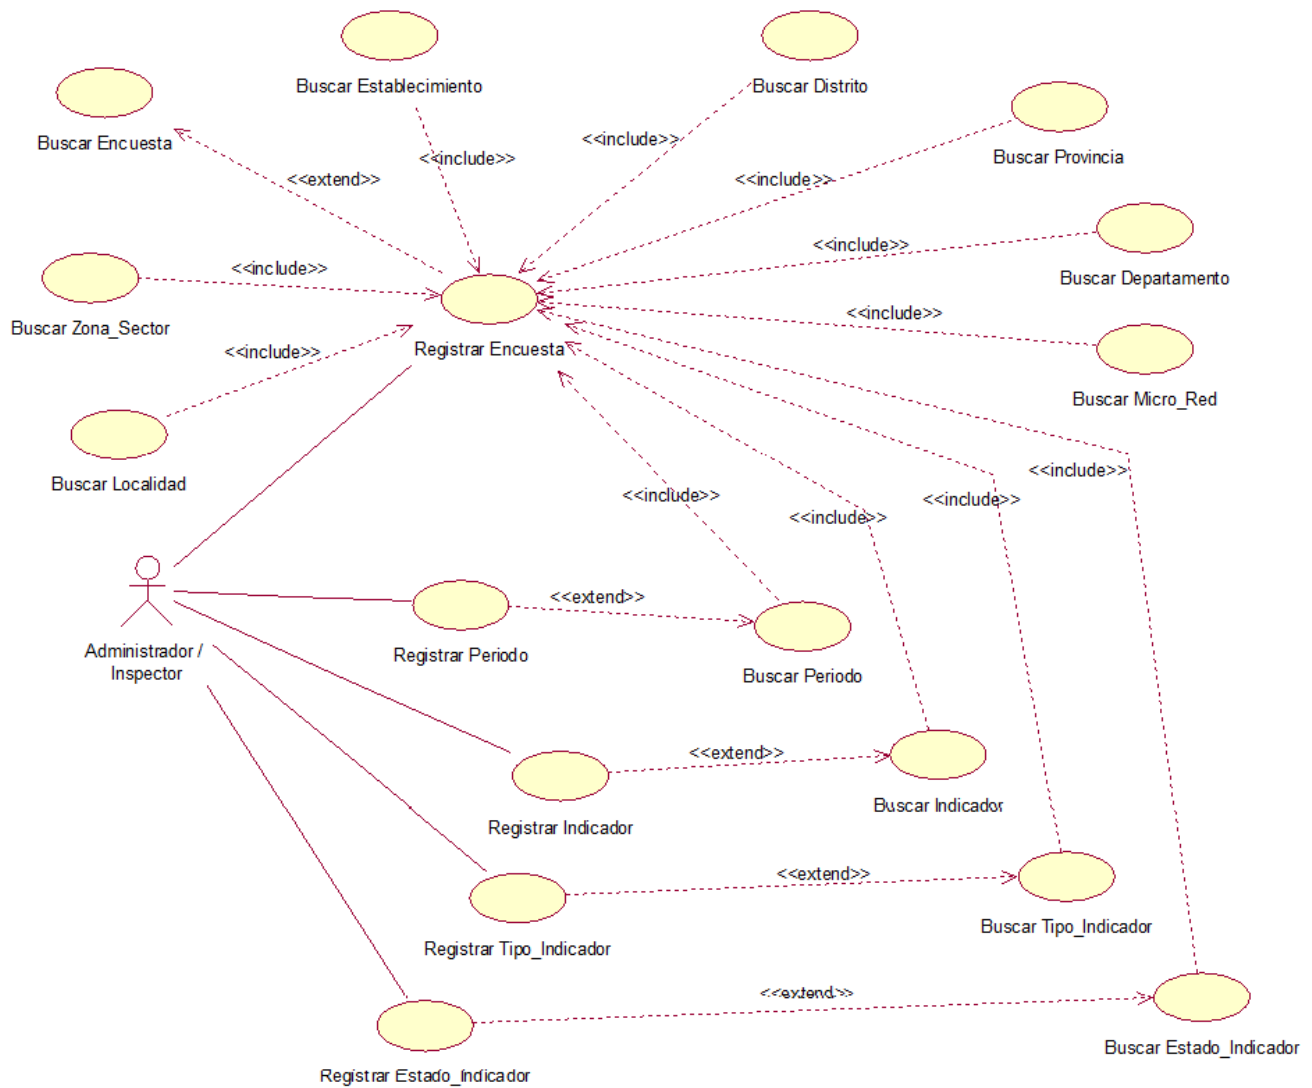 Buscar Establecimiento
Buscar Distrito
Buscar Encuesta
<<include>>
<<include>>
Buscar Provincia
<<extend>>
<<include>>
<<include>>
Buscar Departamento
<<include>>
Buscar Zona_Sector
<<include>>
<<include>>
Registrar Encuesta
Buscar Micro_Red
Buscar Localidad
<<include>>
<<include>>
<<include>>
<<include>>
<<extend>>
Administrador /
Inspector
Registrar Periodo
Buscar Periodo
<<extend>>
Buscar Indicador
Registrar Indicador
<<extend>>
Buscar Tipo_Indicador
Registrar Tipo_Indicador
<<extend>>
Buscar Estado_Indicador
Registrar Estado_Indicador